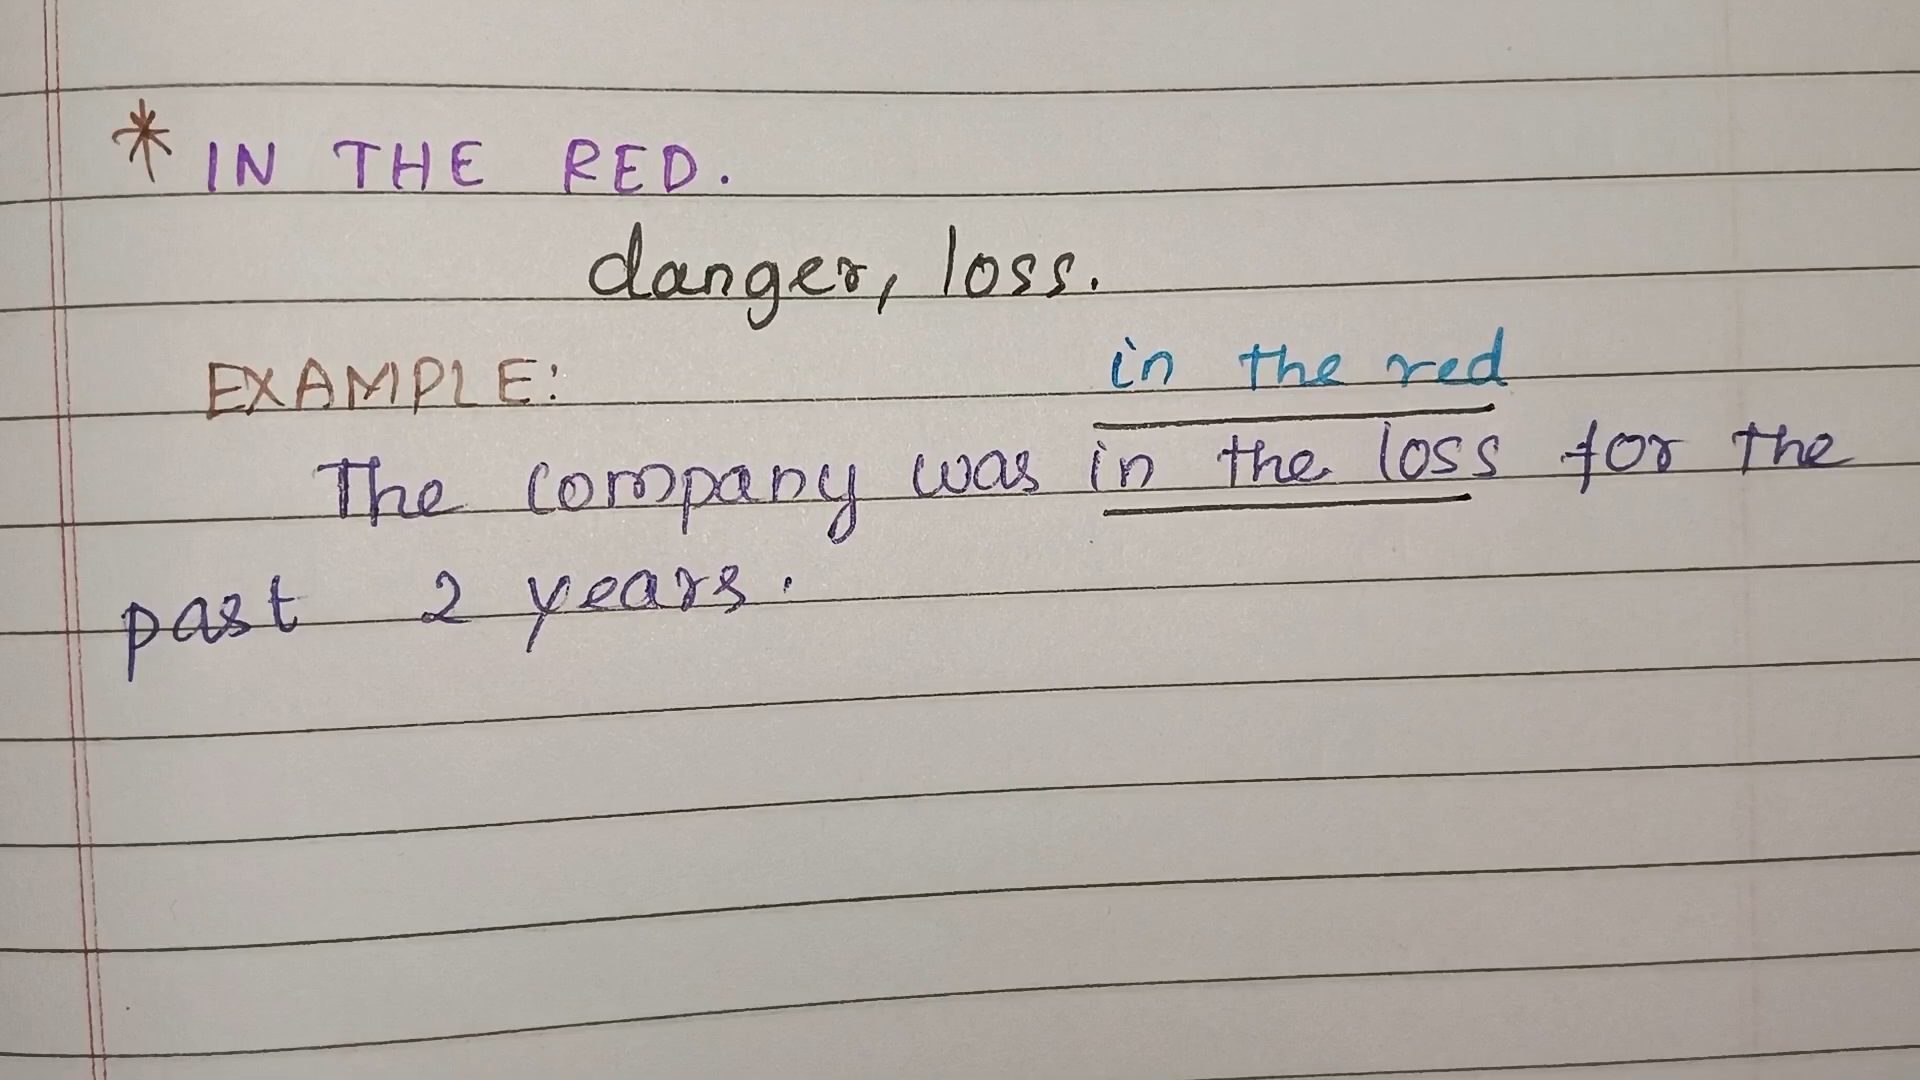 * IN THE RED.
danger, loss.
EXAMPLE:
in the red
The company was in the loss for the
past 2 years.